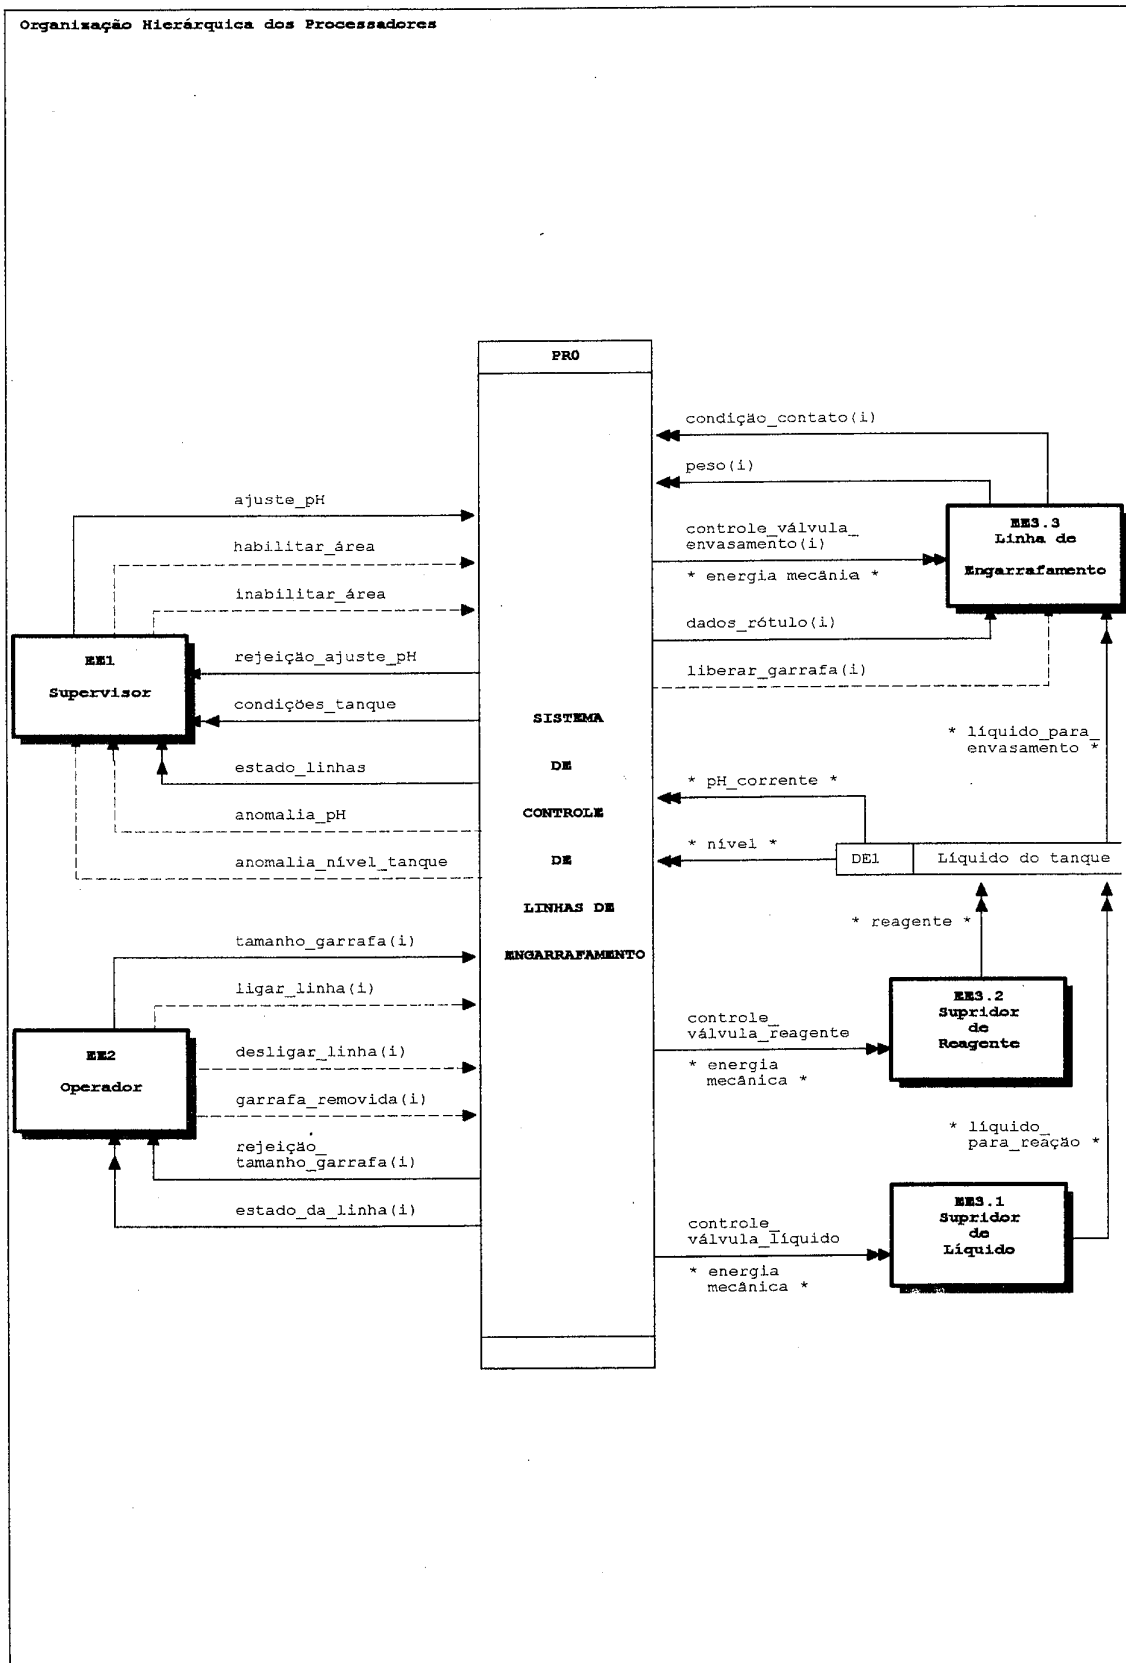 Organização Hierárquica dos Processadores
PR0
SISTEMA
DE
CONTROLE
DE
LINHAS DE
ENGARRAFAMENTO
ajuste_pH
habilitar_área
inabilitar_área
EE1
Supervisor
rejeição_ajuste_pH
condições_tanque
estado_linhas
anomalia_pH
anomalia_nível_tanque
tamanho_garrafa(i)
ligar_linha(i)
EE2
Operador
desligar_linha(i)
garrafa_removida(i)
rejeição_
tamanho_garrafa(i)
estado_da_linha(i)
condição_contato(i)
peso(i)
controle_válvula_
envasamento(i)
* energia mecânia *
EE3.3
Linha de
Engarrafamento
dados_rótulo(i)
liberar_garrafa(i)
* líquido_para_
envasamento *
* pH_corrente *
* nível *
DE1
Líquido do tanque
* reagente *
EE3.2
Supridor
de
Reagente
controle_
válvula_reagente
* energia
mecânica *
* líquido_
para_reação *
EE3.1
Supridor
de
Líquido
controle_
válvula_líquido
* energia
mecânica *